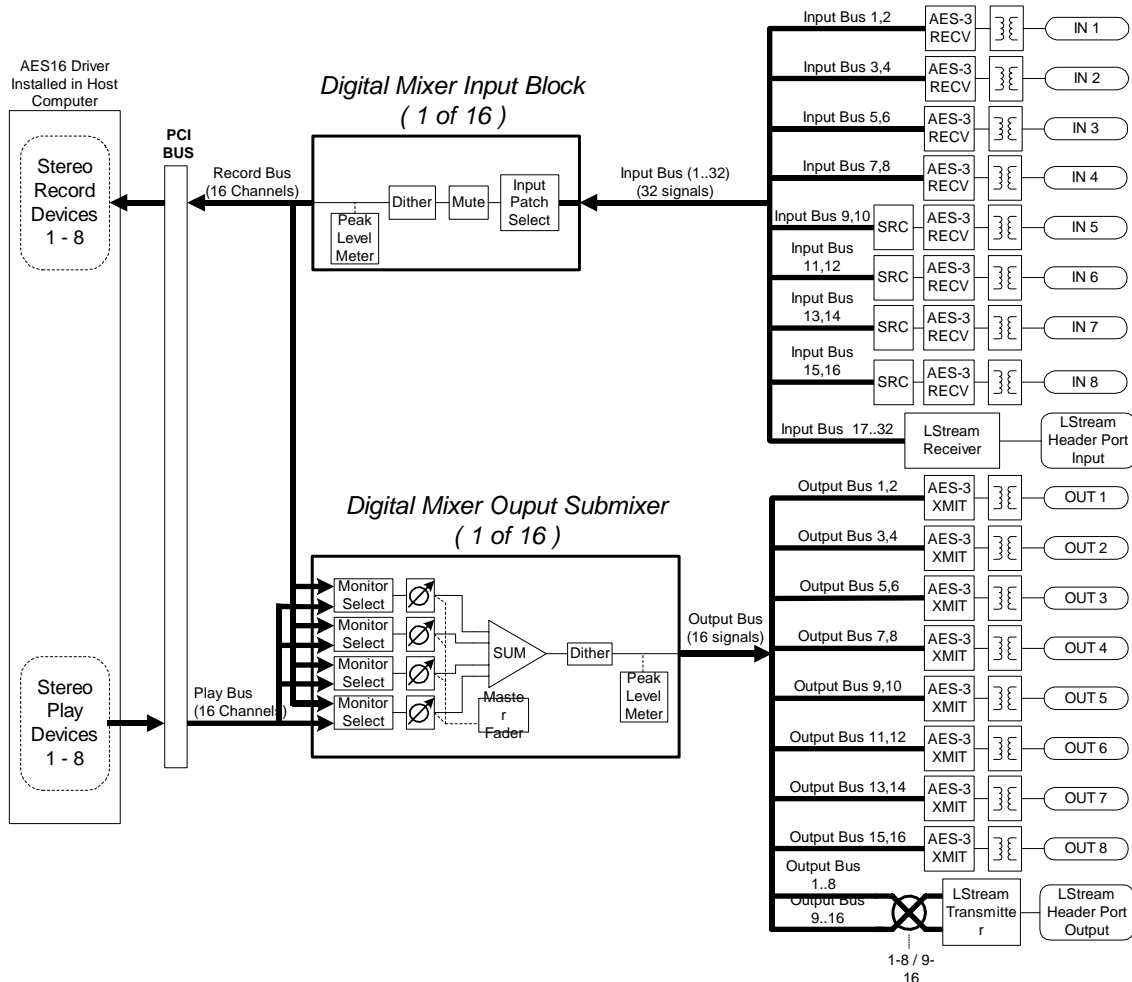 AES16 Driver
Installed in Host
Computer
Stereo
Record
Devices
1 - 8
Stereo
Play
Devices
1 - 8
PCI
BUS
Record Bus
(16 Channels)
Play Bus
(16 Channels)
Digital Mixer Input Block
( 1 of 16 )
Peak
Level
Meter
Dither
Mute
Input
Patch
Select
Input Bus (1..32)
(32 signals)
Input Bus 1,2
AES-3
RECV
IN 1
Input Bus 3,4
AES-3
RECV
IN 2
Input Bus 5,6
AES-3
RECV
IN 3
Input Bus 7,8
AES-3
RECV
IN 4
Input Bus 9,10
SRC
AES-3
RECV
IN 5
Input Bus
11,12
SRC
AES-3
RECV
IN 6
Input Bus
13,14
SRC
AES-3
RECV
IN 7
Input Bus
15,16
SRC
AES-3
RECV
IN 8
Input Bus 17..32
LStream
Receiver
LStream
Header Port
Input
Digital Mixer Ouput Submixer
( 1 of 16 )
Monitor
Select
Monitor
Select
Monitor
Select
Monitor
Select
SUM
Maste
r
Fader
Dither
Peak
Level
Meter
Output Bus
(16 signals)
Output Bus 1,2
AES-3
XMIT
OUT 1
Output Bus 3,4
AES-3
XMIT
OUT 2
Output Bus 5,6
AES-3
XMIT
OUT 3
Output Bus 7,8
AES-3
XMIT
OUT 4
Output Bus 9,10
AES-3
XMIT
OUT 5
Output Bus 11,12
AES-3
XMIT
OUT 6
Output Bus 13,14
AES-3
XMIT
OUT 7
Output Bus 15,16
AES-3
XMIT
OUT 8
Output Bus
1..8
Output Bus
9..16
1-8 / 9-
16
LStream
Transmitte
r
LStream
Header Port
Output